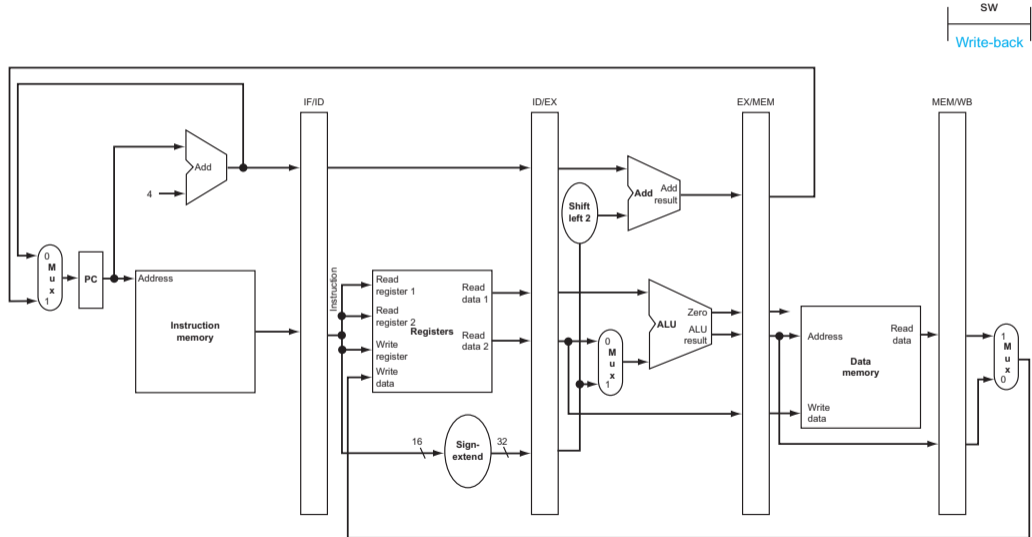 SW
Write-back
IF/ID
ID/EX
EX/MEM
MEM/WB
Add
4
Add
Add
result
Shift
left 2
0
M
u
x
1
PC
Address
Instruction
memory
Instruction
Read
register 1
Read
register 2
Registers
Write
register
Write
data
Read
data 1
Read
data 2
16
Sign-
extend
32
0
M
u
x
1
Zero
ALU
ALU
result
Address
Read
data
Data
memory
Write
data
1
M
u
x
0